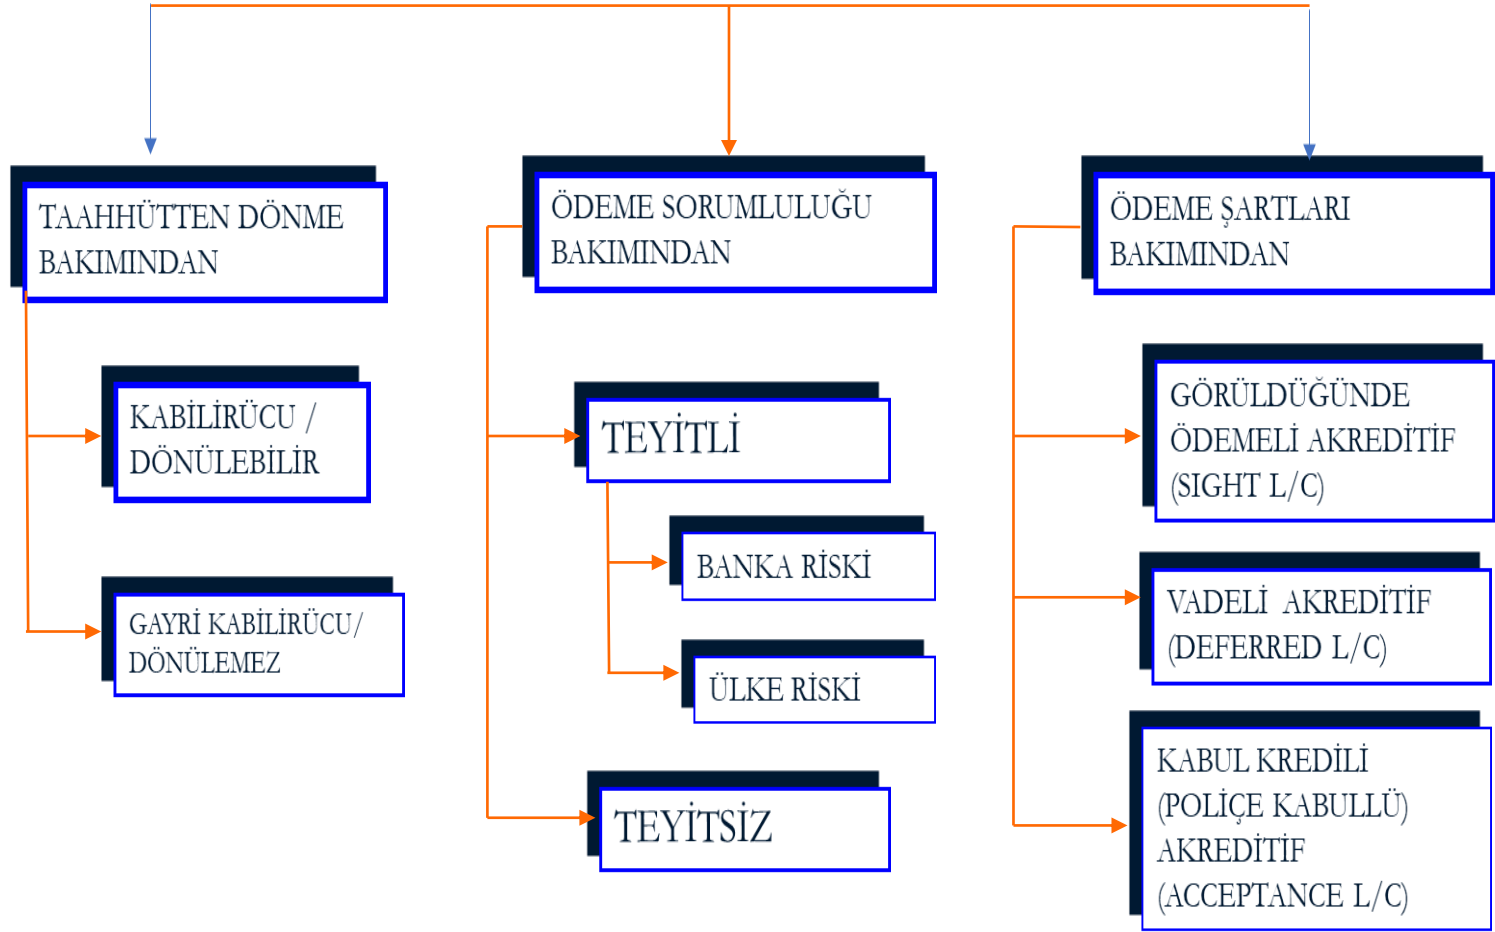 TAAHHÜTTEN DÖNME
BAKIMINDAN
KABİLİRÜCU /
DÖNÜLEBİLİR
GAYRİ KABİLİRÜCU/
DÖNÜLEMEZ
ÖDEME SORUMLULUĞU
BAKIMINDAN
TEYİTLİ
BANKA RİSKİ
ÜLKE RİSKİ
TEYİTSİZ
ÖDEME ŞARTLARI
BAKIMINDAN
GÖRÜLDÜĞÜNDE
ÖDEMELİ AKREDİTİF
(SIGHT L/C)
VADELİ AKREDİTİF
(DEFERRED L/C)
KABUL KREDİLİ
(POLİÇE KABULLÜ)
AKREDİTİF
(ACCEPTANCE L/C)